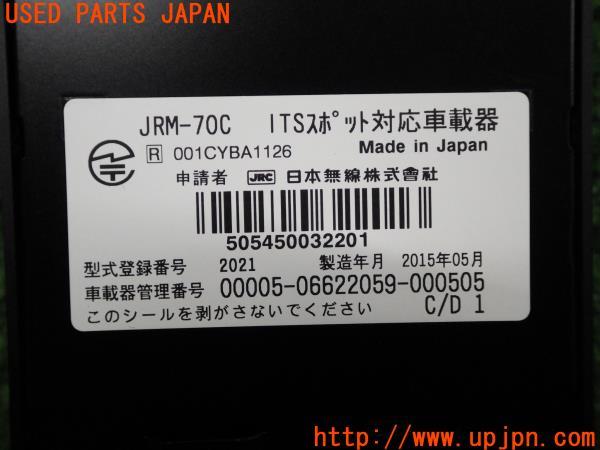 USED PARTS JAPAN
JRM-70C ITSスポット対応車載器
R 001CYBA1126 Made in Japan
申請者 JRC 日本無線株式會社
505450032201
型式登録番号 2021 製造年月 2015年05月
車載器管理番号 00005-06622059-000505
このシールを剥がさないでください C/D 1
http://www.upjpn.com